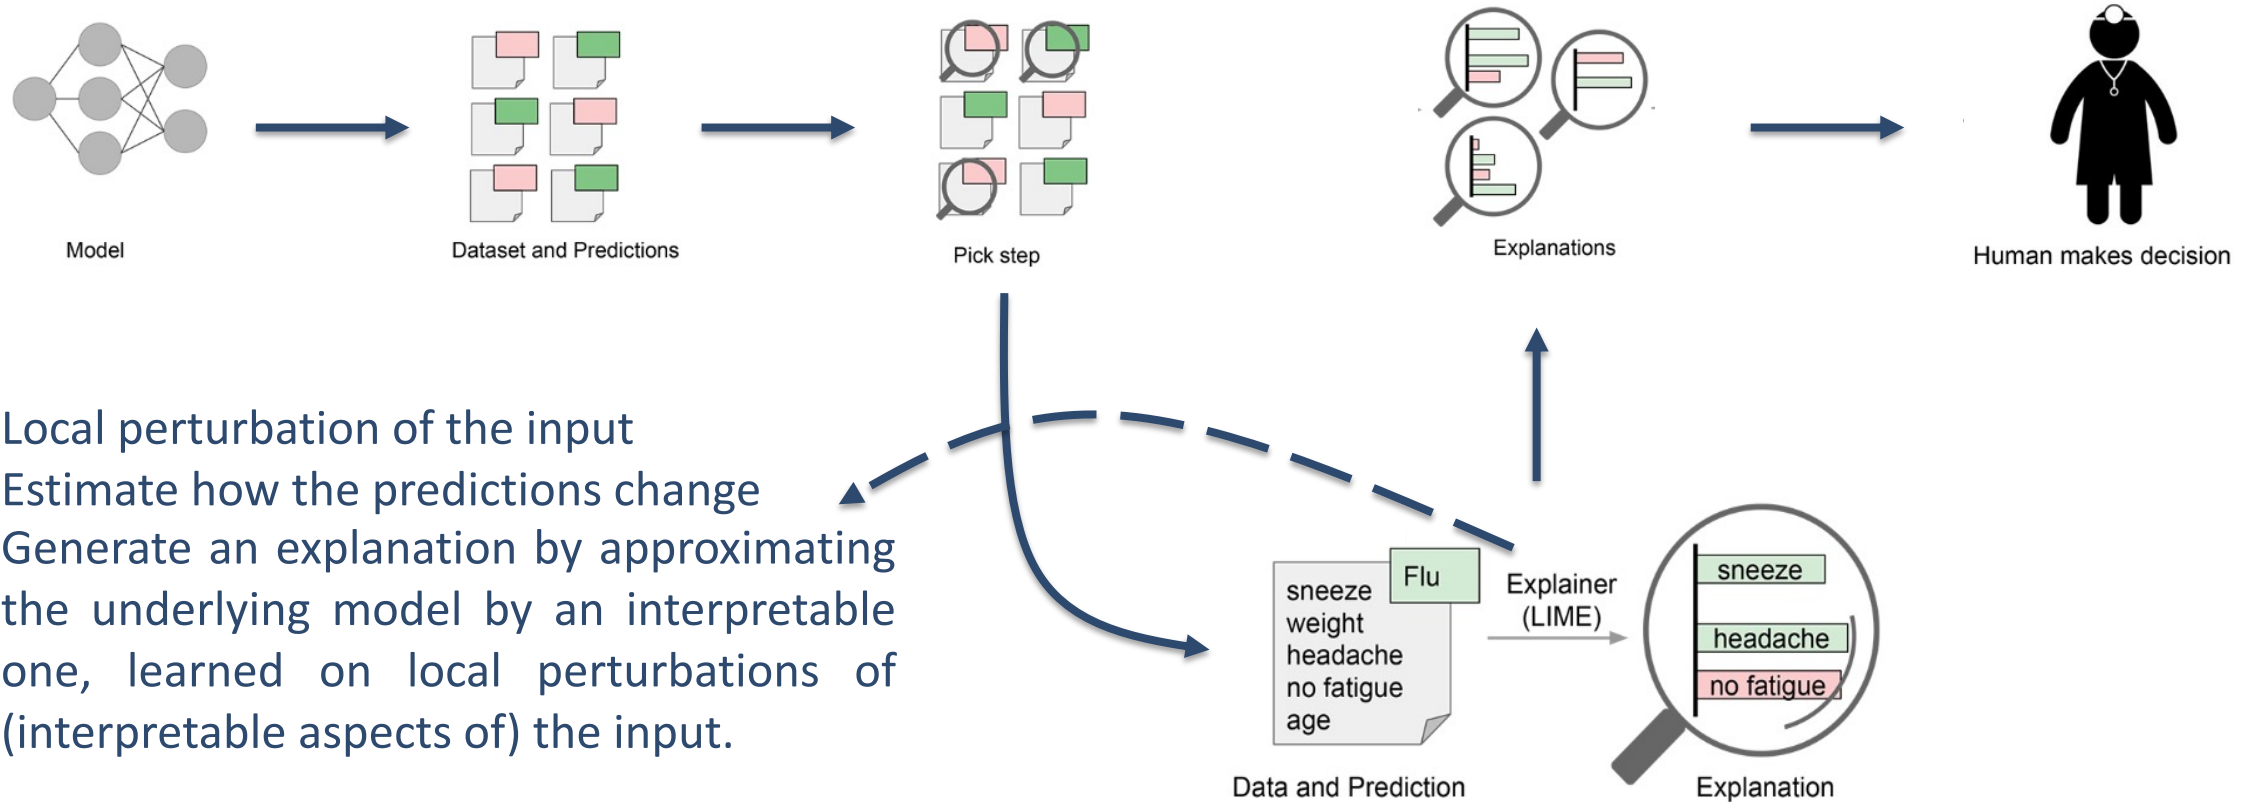 Model
Dataset and Predictions
Pick step
Explanations
Human makes decision
Local perturbation of the input
Estimate how the predictions change
Generate an explanation by approximating
the underlying model by an interpretable
one, learned on local perturbations of
(interpretable aspects of) the input.
Flu
sneeze
weight
headache
no fatigue
age
Data and Prediction
Explainer
(LIME)
sneeze
headache
no fatigue
Explanation